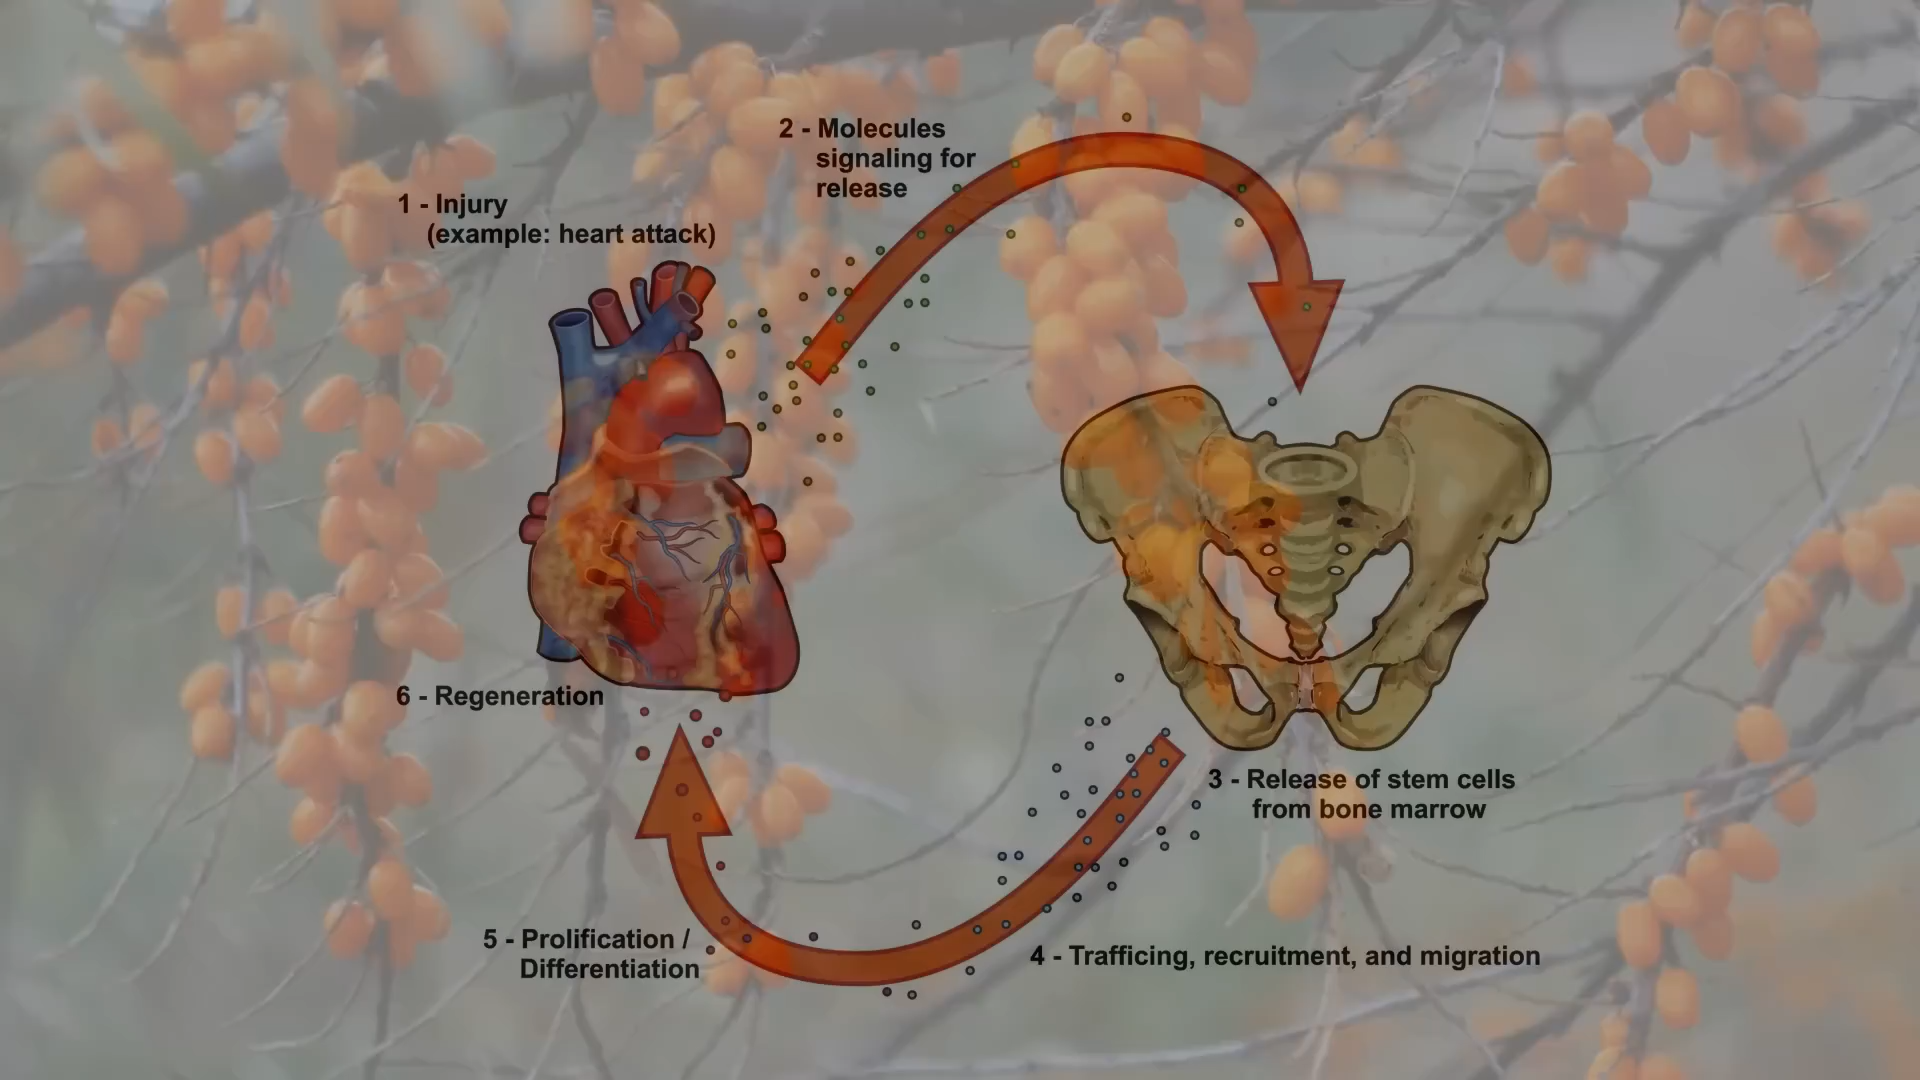 1 - Injury
(example: heart attack)
2 - Molecules
signaling for
release
3 - Release of stem cells
from bone marrow
4 - Trafficing, recruitment, and migration
5 - Prolification /
Differentiation
6 - Regeneration